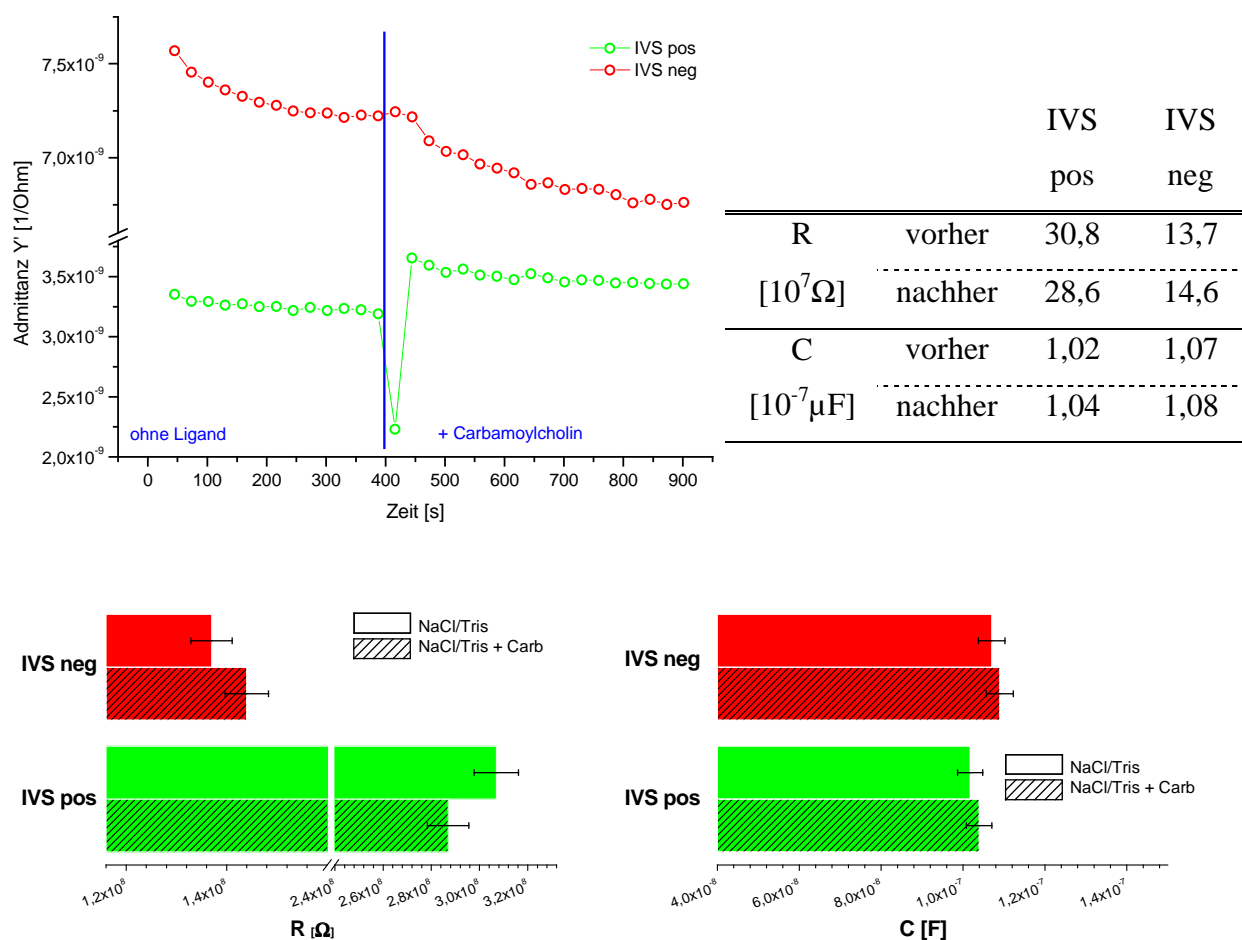 IVS pos
IVS neg
7,5x10⁻⁹
7,0x10⁻⁹
3,5x10⁻⁹
3,0x10⁻⁹
2,5x10⁻⁹
2,0x10⁻⁹
Admittanz Y' [1/Ohm]
ohne Ligand
+ Carbamoylcholin
0 100 200 300 400 500 600 700 800 900
Zeit [s]
IVS IVS
pos neg
R vorher 30,8 13,7
[10⁷Ω] nachher 28,6 14,6
C vorher 1,02 1,07
[10⁻⁷µF] nachher 1,04 1,08
NaCl/Tris
NaCl/Tris + Carb
IVS neg
IVS pos
1,2x10⁸ 1,4x10⁸ 2,4x10⁸ 2,6x10⁸ 2,8x10⁸ 3,0x10⁸ 3,2x10⁸
R [Ω]
IVS neg
IVS pos
NaCl/Tris
NaCl/Tris + Carb
4,0x10⁻⁸ 6,0x10⁻⁸ 8,0x10⁻⁸ 1,0x10⁻⁷ 1,2x10⁻⁷ 1,4x10⁻⁷
C [F]